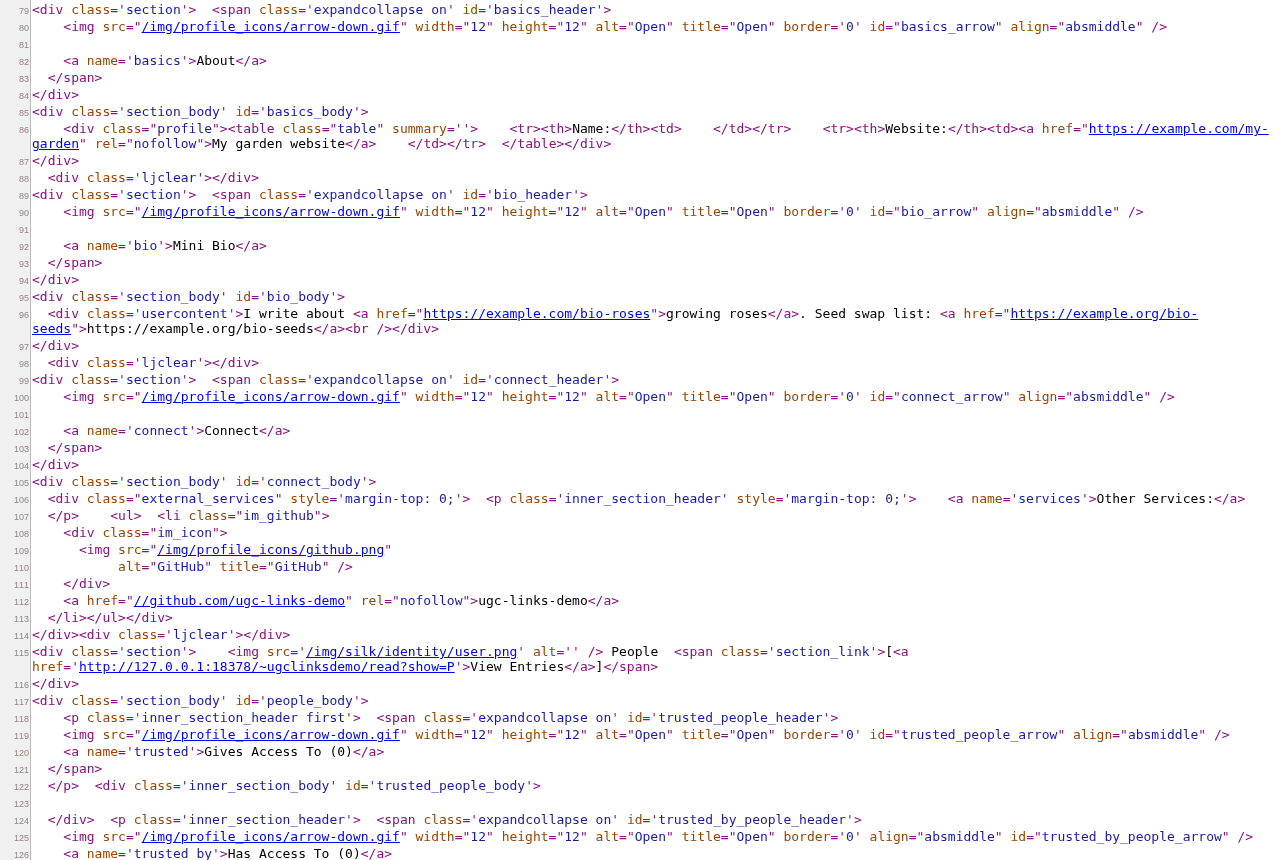 79<div class='section'>  <span class='expandcollapse on' id='basics_header'>
80    <img src="/img/profile_icons/arrow-down.gif" width="12" height="12" alt="Open" title="Open" border='0' id="basics_arrow" align="absmiddle" />
81
82    <a name='basics'>About</a>
83  </span>
84</div>
85<div class='section_body' id='basics_body'>
86    <div class="profile"><table class="table" summary=''>    <tr><th>Name:</th><td>    </td></tr>    <tr><th>Website:</th><td><a href="https://example.com/my-
garden" rel="nofollow">My garden website</a>    </td></tr>  </table></div>
87</div>
88  <div class='ljclear'></div>
89<div class='section'>  <span class='expandcollapse on' id='bio_header'>
90    <img src="/img/profile_icons/arrow-down.gif" width="12" height="12" alt="Open" title="Open" border='0' id="bio_arrow" align="absmiddle" />
91
92    <a name='bio'>Mini Bio</a>
93  </span>
94</div>
95<div class='section_body' id='bio_body'>
96  <div class='usercontent'>I write about <a href="https://example.com/bio-roses">growing roses</a>. Seed swap list: <a href="https://example.org/bio-
seeds">https://example.org/bio-seeds</a><br /></div>
97</div>
98  <div class='ljclear'></div>
99<div class='section'>  <span class='expandcollapse on' id='connect_header'>
100    <img src="/img/profile_icons/arrow-down.gif" width="12" height="12" alt="Open" title="Open" border='0' id="connect_arrow" align="absmiddle" />
101
102    <a name='connect'>Connect</a>
103  </span>
104</div>
105<div class='section_body' id='connect_body'>
106  <div class="external_services" style='margin-top: 0;'>  <p class='inner_section_header' style='margin-top: 0;'>    <a name='services'>Other Services:</a>
107  </p>    <ul>  <li class="im_github">
108    <div class="im_icon">
109      <img src="/img/profile_icons/github.png"
110           alt="GitHub" title="GitHub" />
111    </div>
112    <a href="//github.com/ugc-links-demo" rel="nofollow">ugc-links-demo</a>
113  </li></ul></div>
114</div><div class='ljclear'></div>
115<div class='section'>    <img src='/img/silk/identity/user.png' alt='' /> People  <span class='section_link'>[<a
href='http://127.0.0.1:18378/~ugclinksdemo/read?show=P'>View Entries</a>]</span>
116</div>
117<div class='section_body' id='people_body'>
118    <p class='inner_section_header first'>  <span class='expandcollapse on' id='trusted_people_header'>
119    <img src="/img/profile_icons/arrow-down.gif" width="12" height="12" alt="Open" title="Open" border='0' id="trusted_people_arrow" align="absmiddle" />
120    <a name='trusted'>Gives Access To (0)</a>
121  </span>
122  </p>  <div class='inner_section_body' id='trusted_people_body'>
123
124  </div>  <p class='inner_section_header'>  <span class='expandcollapse on' id='trusted_by_people_header'>
125    <img src="/img/profile_icons/arrow-down.gif" width="12" height="12" alt="Open" title="Open" border='0' align="absmiddle" id="trusted_by_people_arrow" />
126    <a name='trusted_by'>Has Access To (0)</a>